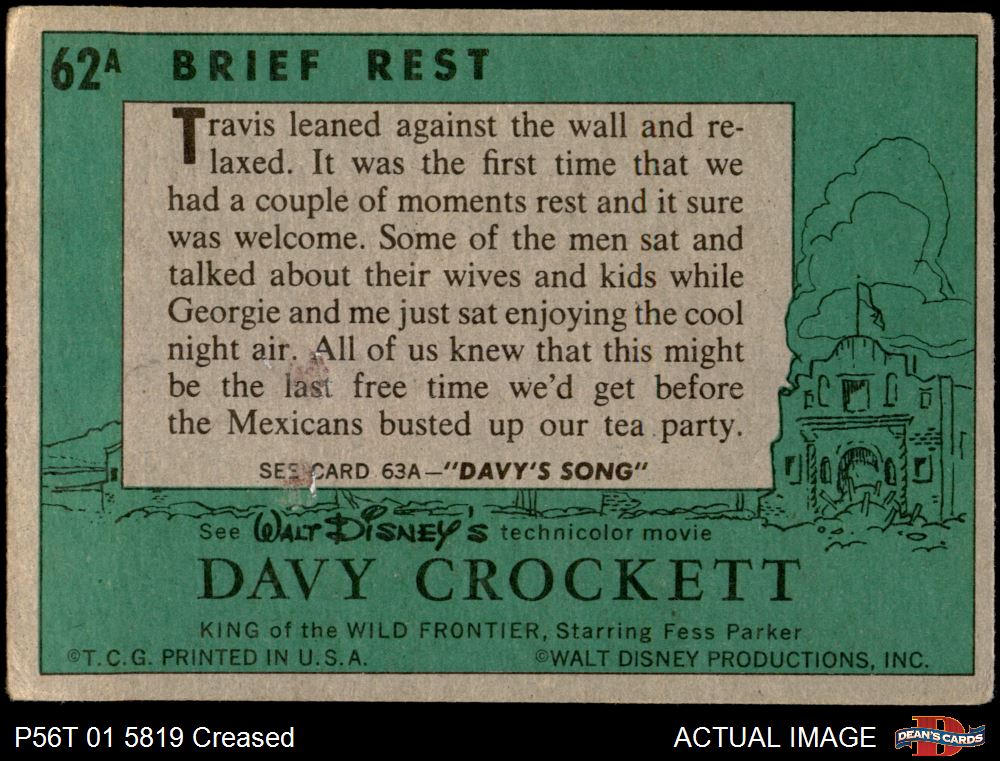 62A BRIEF REST
Travis leaned against the wall and re-
laxed. It was the first time that we
had a couple of moments rest and it sure
was welcome. Some of the men sat and
talked about their wives and kids while
Georgie and me just sat enjoying the cool
night air. All of us knew that this might
be the last free time we'd get before
the Mexicans busted up our tea party.
SEE CARD 63A—"DAVY'S SONG"
See WALT DISNEY'S technicolor movie
DAVY CROCKETT
KING of the WILD FRONTIER, Starring Fess Parker
©T.C.G. PRINTED IN U.S.A. ©WALT DISNEY PRODUCTIONS, INC.
P56T 01 5819 Creased ACTUAL IMAGE DEAN'S CARDS